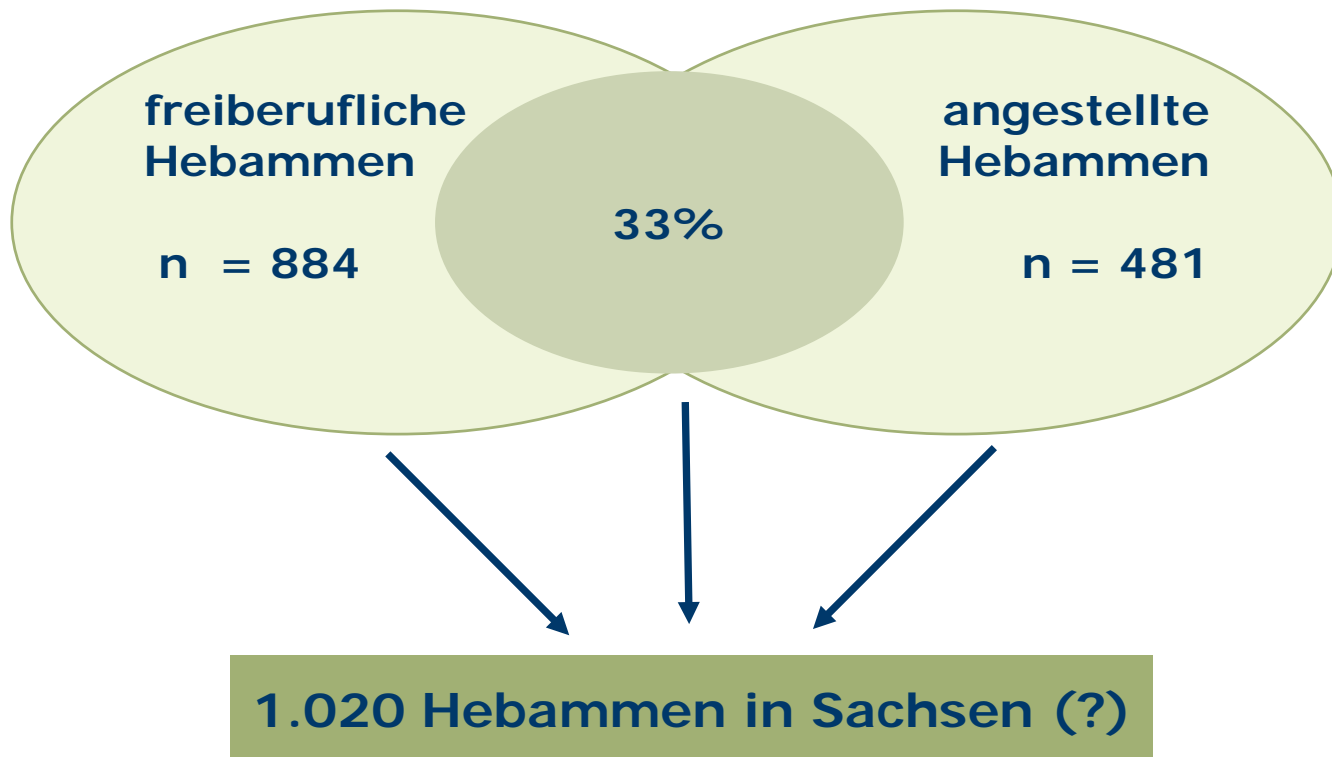 freiberufliche
Hebammen
n = 884
33%
angestellte
Hebammen
n = 481
1.020 Hebammen in Sachsen (?)